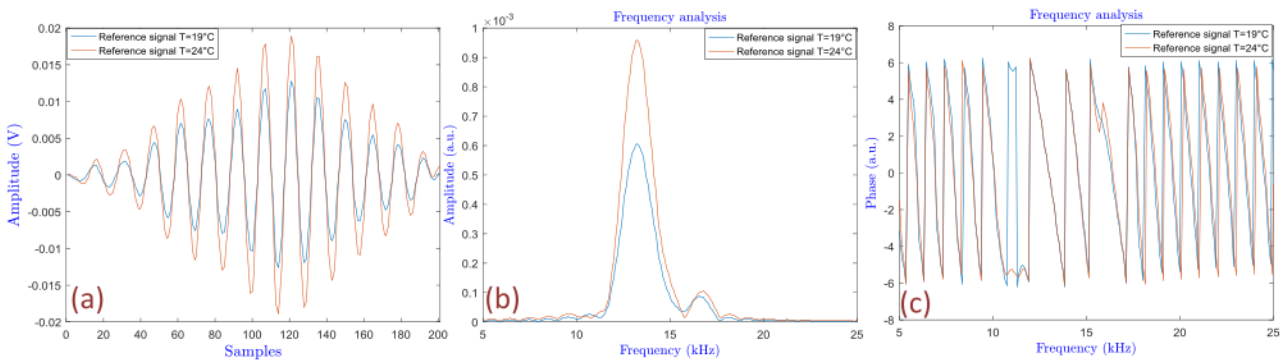 Reference signal T=19°C
Reference signal T=24°C
Amplitude (V)
0.02
0.015
0.01
0.005
0
-0.005
-0.01
-0.015
-0.02
0 20 40 60 80 100 120 140 160 180 200
Samples
(a)
Frequency analysis
×10⁻³
Reference signal T=19°C
Reference signal T=24°C
Amplitude (a.u.)
1
0.9
0.8
0.7
0.6
0.5
0.4
0.3
0.2
0.1
0
5 10 15 20 25
Frequency (kHz)
(b)
Frequency analysis
Reference signal T=19°C
Reference signal T=24°C
Phase (a.u.)
8
6
4
2
0
-2
-4
-6
-8
5 10 15 20 25
Frequency (kHz)
(c)